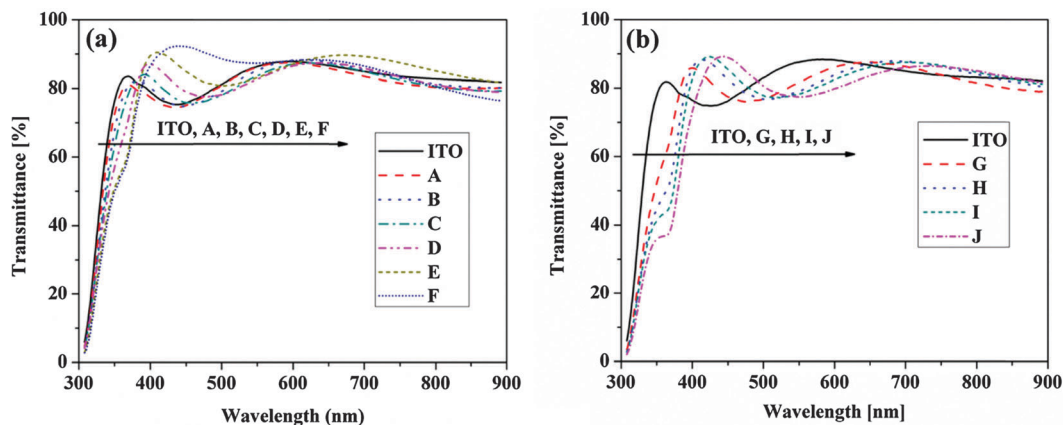 (a)
Transmittance [%]
100
80
60
40
20
0
ITO, A, B, C, D, E, F
ITO
A
B
C
D
E
F
300 400 500 600 700 800 900
Wavelength (nm)
(b)
Transmittance [%]
100
80
60
40
20
0
ITO, G, H, I, J
ITO
G
H
I
J
300 400 500 600 700 800 900
Wavelength [nm]